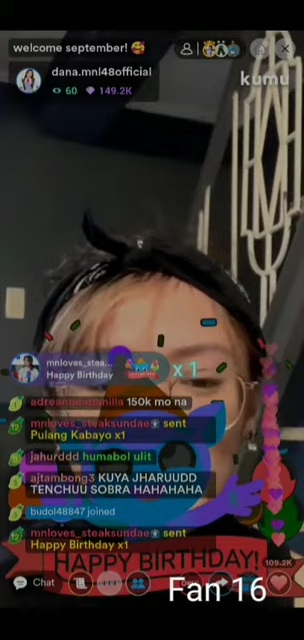 welcome september! 🥰
dana.mnl48official
60 149.2K
kumu
mnloves_stea...
Happy Birthday
x 1
150k mo na
mnloves_steaksundae sent
Pulang Kabayo x1
jahurddd humabol ulit
ajtambong3 KUYA JHARUUDD
TENCHUU SOBRA HAHAHAHA
budol48847 joined
mnloves_steaksundae sent
Happy Birthday x1
HAPPY BIRTHDAY!
109.2K
Chat
Fan 16